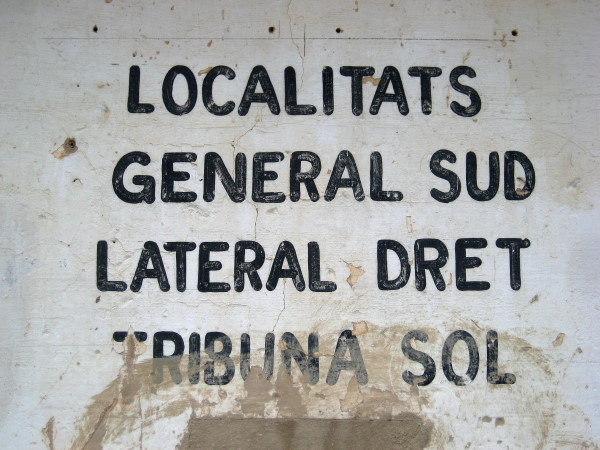 LOCALITATS
GENERAL SUD
LATERAL DRET
TRIBUNA SOL